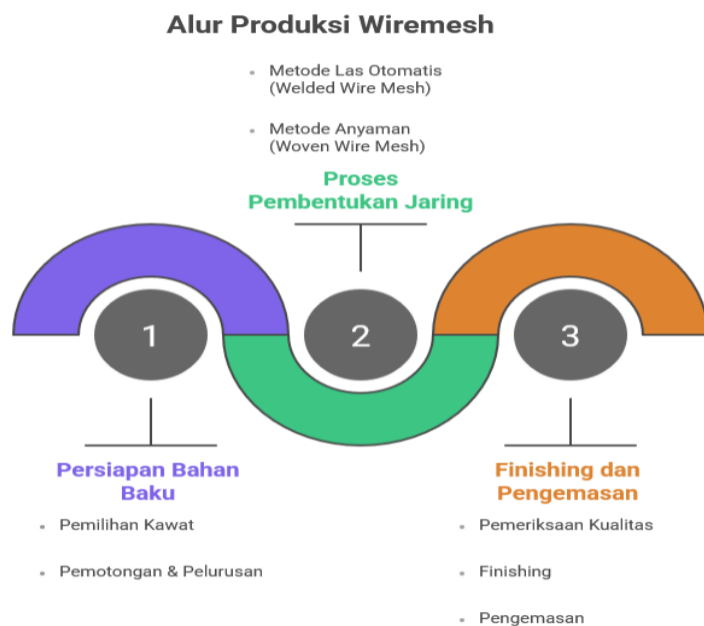 Alur Produksi Wiremesh
Metode Las Otomatis
(Welded Wire Mesh)
Metode Anyaman
(Woven Wire Mesh)
Proses
Pembentukan Jaring
1
2
3
Persiapan Bahan
Baku
Pemilihan Kawat
Pemotongan & Pelurusan
Finishing dan
Pengemasan
Pemeriksaan Kualitas
Finishing
Pengemasan